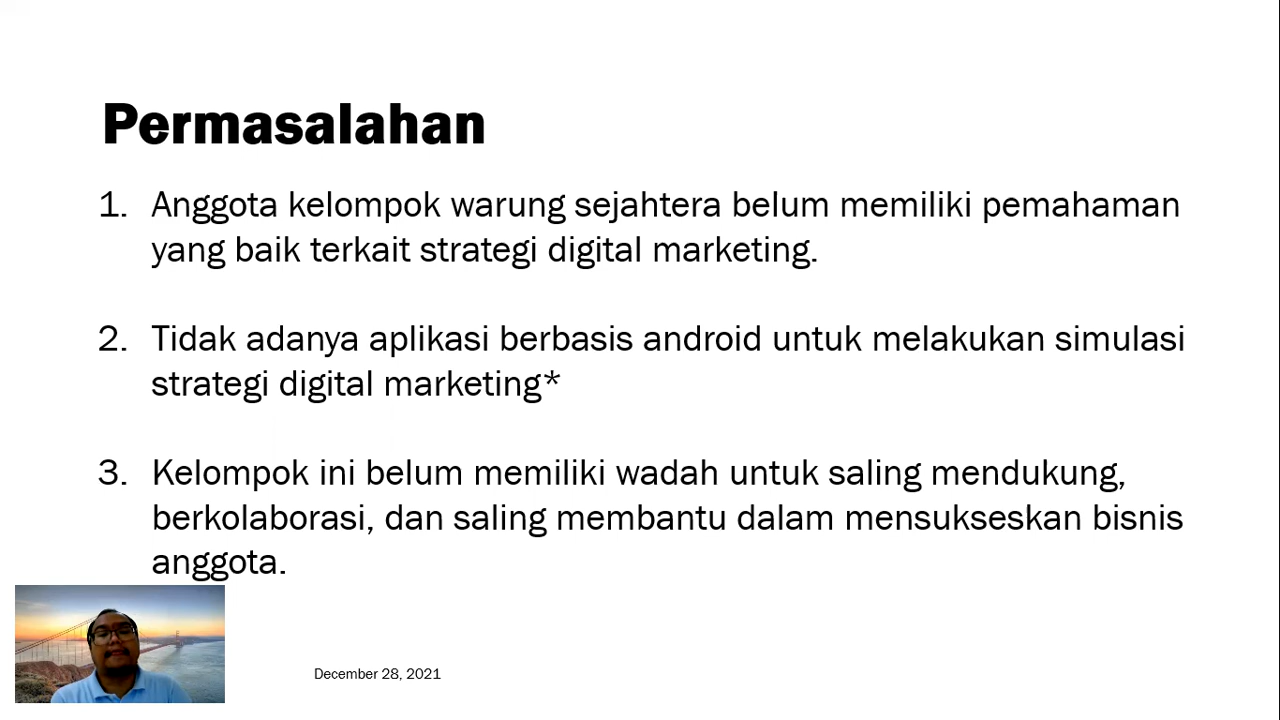 Permasalahan
1. Anggota kelompok warung sejahtera belum memiliki pemahaman
yang baik terkait strategi digital marketing.
2. Tidak adanya aplikasi berbasis android untuk melakukan simulasi
strategi digital marketing*
3. Kelompok ini belum memiliki wadah untuk saling mendukung,
berkolaborasi, dan saling membantu dalam mensukseskan bisnis
anggota.
December 28, 2021